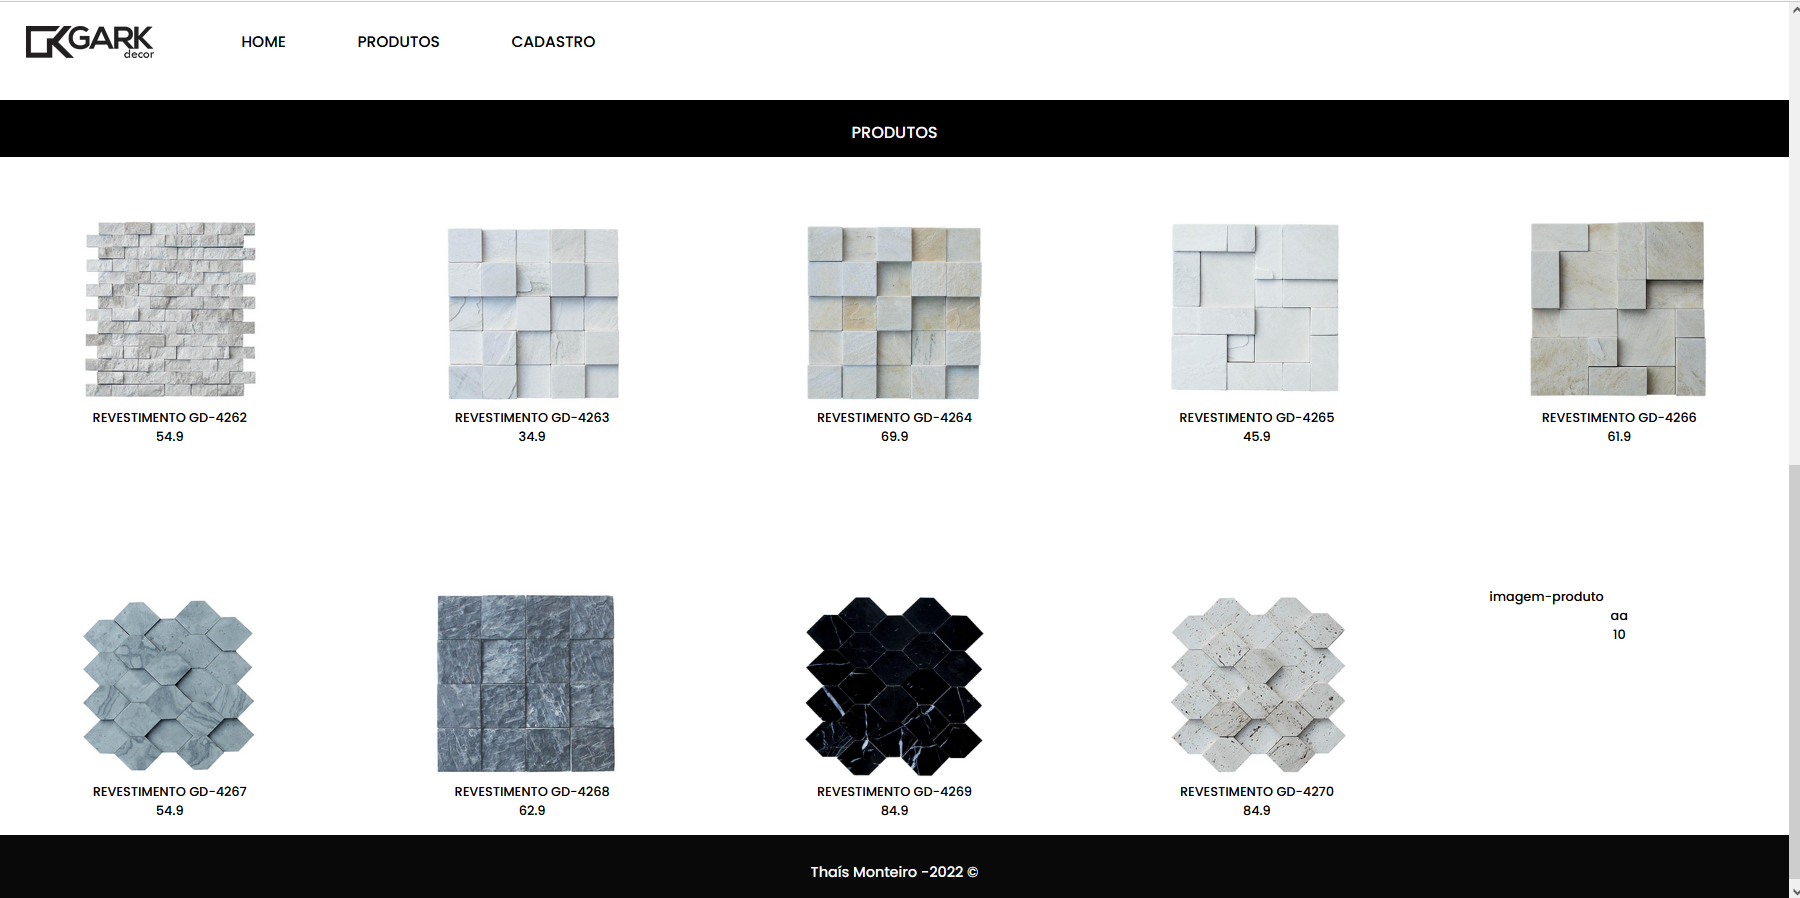 GARK
decor
HOME PRODUTOS CADASTRO
PRODUTOS
REVESTIMENTO GD-4262
54.9
REVESTIMENTO GD-4263
34.9
REVESTIMENTO GD-4264
69.9
REVESTIMENTO GD-4265
45.9
REVESTIMENTO GD-4266
61.9
REVESTIMENTO GD-4267
54.9
REVESTIMENTO GD-4268
62.9
REVESTIMENTO GD-4269
84.9
REVESTIMENTO GD-4270
84.9
imagem-produto
aa
10
Thaís Monteiro -2022 ©